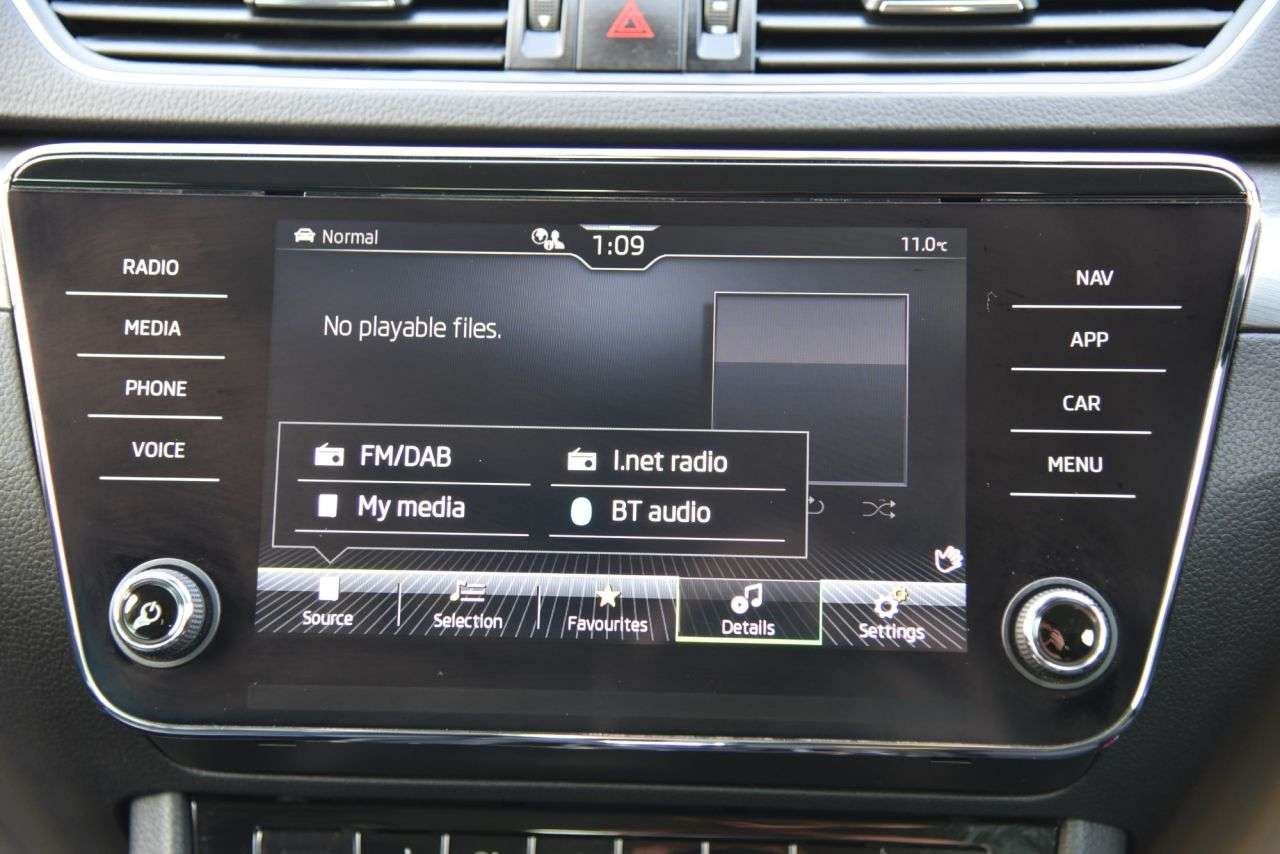 Normal
1:09
11.0°C
RADIO
MEDIA
PHONE
VOICE
No playable files.
FM/DAB
I.net radio
My media
BT audio
Source
Selection
Favourites
Details
Settings
NAV
APP
CAR
MENU